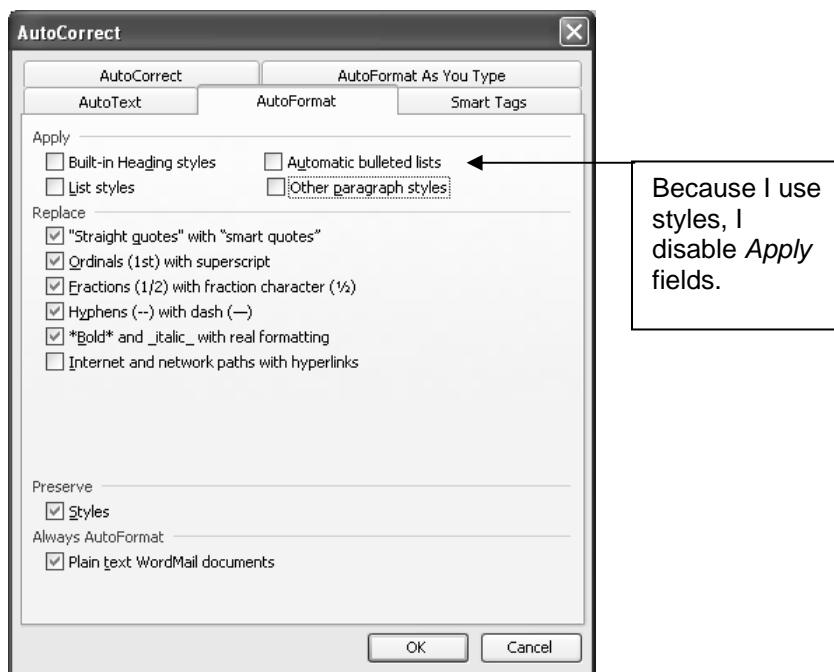 AutoCorrect
AutoCorrect
AutoFormat As You Type
AutoText
AutoFormat
Smart Tags
Apply
Built-in Heading styles
Automatic bulleted lists
List styles
Other paragraph styles
Replace
"Straight quotes" with “smart quotes”
Ordinals (1st) with superscript
Fractions (1/2) with fraction character (½)
Hyphens (--) with dash (—)
*Bold* and _italic_ with real formatting
Internet and network paths with hyperlinks
Preserve
Styles
Always AutoFormat
Plain text WordMail documents
OK
Cancel
Because I use
styles, I
disable Apply
fields.